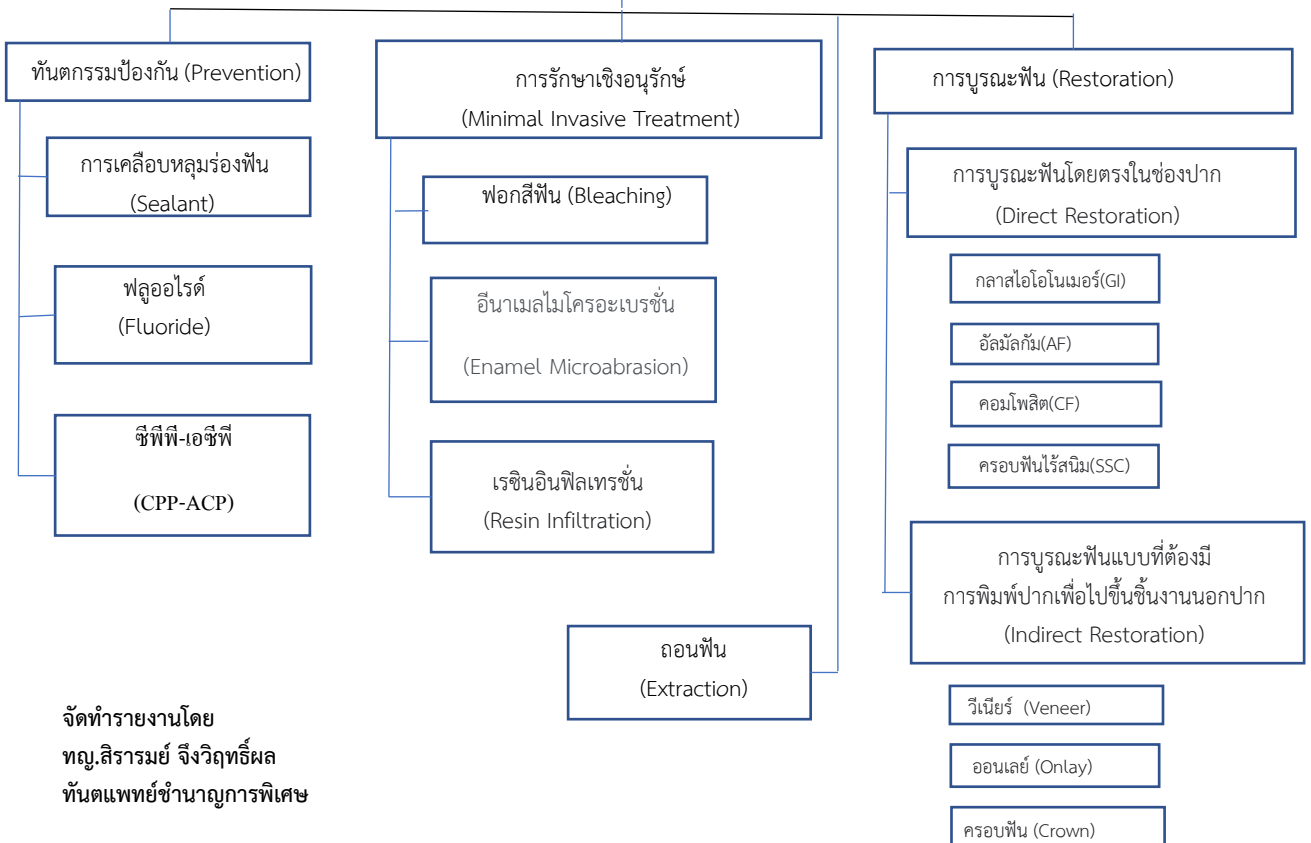 ทันตกรรมป้องกัน (Prevention)
การเคลือบหลุมร่องฟัน
(Sealant)
ฟลูออไรด์
(Fluoride)
ซีพีพี-เอซีพี
(CPP-ACP)
การรักษาเชิงอนุรักษ์
(Minimal Invasive Treatment)
ฟอกสีฟัน (Bleaching)
อีนาเมลไมโครอะเบรชั่น
(Enamel Microabrasion)
เรซินอินฟิลเทรชั่น
(Resin Infiltration)
ถอนฟัน
(Extraction)
การบูรณะฟัน (Restoration)
การบูรณะฟันโดยตรงในช่องปาก
(Direct Restoration)
กลาสไอโอโนเมอร์(GI)
อัลมัลกัม(AF)
คอมโพสิต(CF)
ครอบฟันไร้สนิม(SSC)
การบูรณะฟันแบบที่ต้องมี
การพิมพ์ปากเพื่อไปขึ้นชิ้นงานนอกปาก
(Indirect Restoration)
วีเนียร์ (Veneer)
ออนเลย์ (Onlay)
ครอบฟัน (Crown)
จัดทำรายงานโดย
ทญ.สิรารมย์ จึงวิฤทธิ์ผล
ทันตแพทย์ชำนาญการพิเศษ